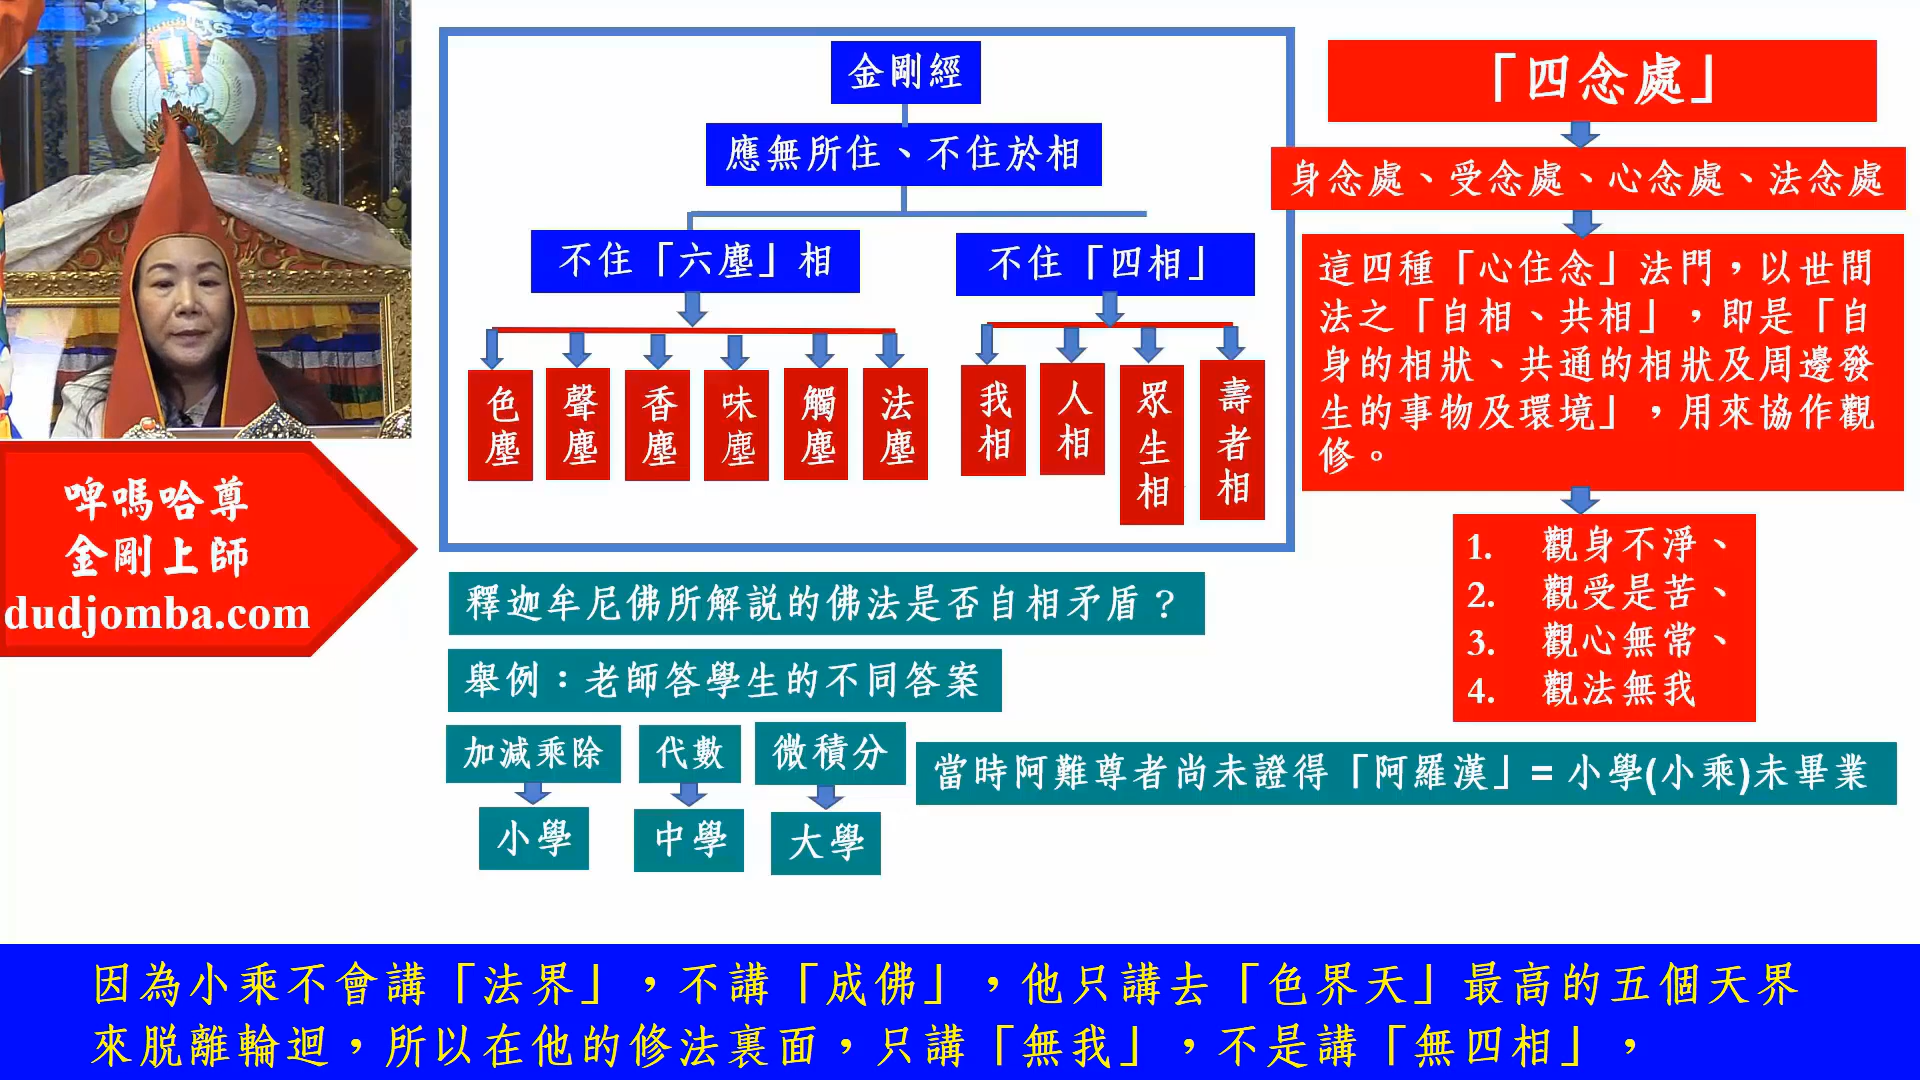 啤嗎哈尊
金剛上師
dudjomba.com
金剛經
應無所住、不住於相
不住「六塵」相
不住「四相」
色塵
聲塵
香塵
味塵
觸塵
法塵
我相
人相
眾生相
壽者相
釋迦牟尼佛所解説的佛法是否自相矛盾？
舉例：老師答學生的不同答案
加減乘除
代數
微積分
小學
中學
大學
「四念處」
身念處、受念處、心念處、法念處
這四種「心住念」法門，以世間
法之「自相、共相」，即是「自
身的相狀、共通的相狀及周邊發
生的事物及環境」，用來協作觀
修。
1. 觀身不淨、
2. 觀受是苦、
3. 觀心無常、
4. 觀法無我
當時阿難尊者尚未證得「阿羅漢」= 小學(小乘)未畢業
因為小乘不會講「法界」，不講「成佛」，他只講去「色界天」最高的五個天界
來脫離輪迴，所以在他的修法裏面，只講「無我」，不是講「無四相」，